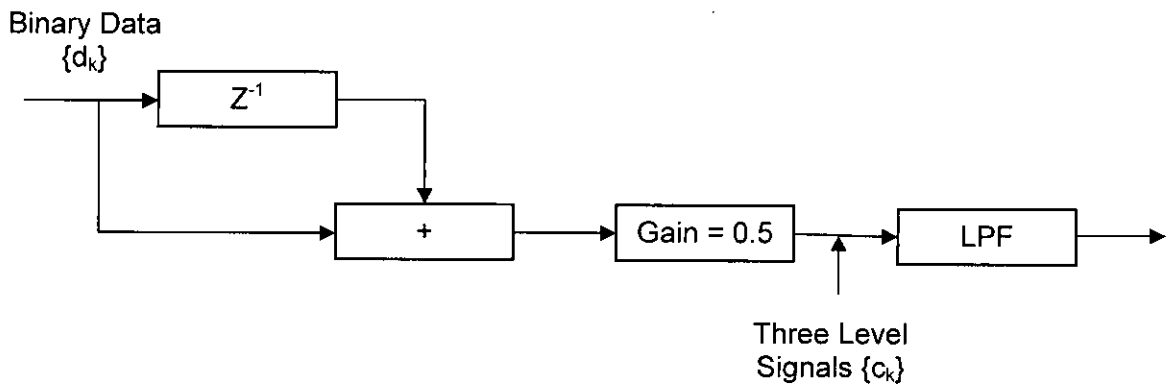 Binary Data
{dₖ}
Z⁻¹
+
Gain = 0.5
LPF
Three Level
Signals {cₖ}